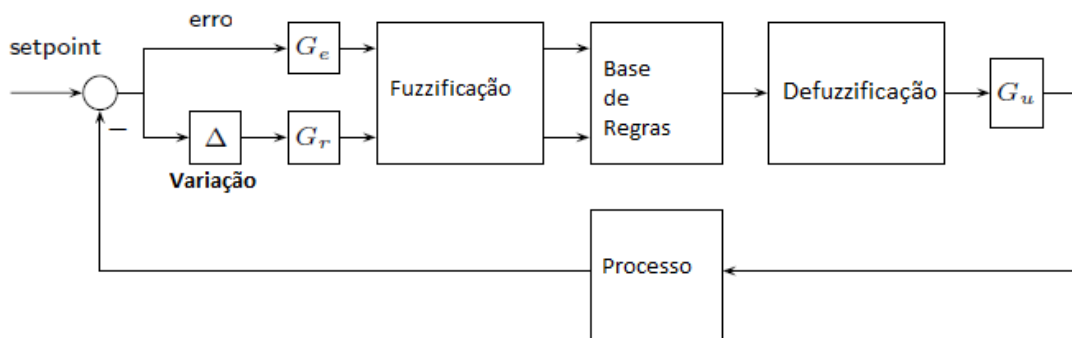 erro
setpoint
G_e
Fuzzificação
Base
de
Regras
Defuzzificação
G_u
−
Δ
G_r
Variação
Processo